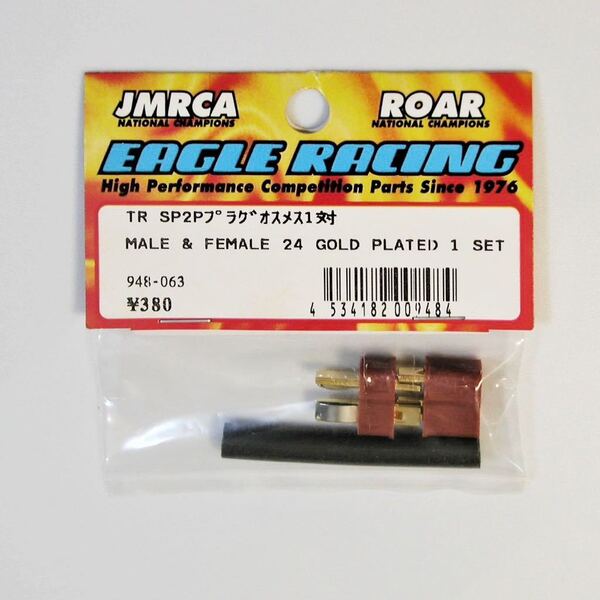 JMRCA
NATIONAL CHAMPIONS
ROAR
NATIONAL CHAMPIONS
EAGLE RACING
High Performance Competition Parts Since 1976
TR SP2Pﾌﾟﾗｸﾞｵｽﾒｽ1対
MALE & FEMALE 24 GOLD PLATED 1 SET
948-063
¥380
4 534182 009484